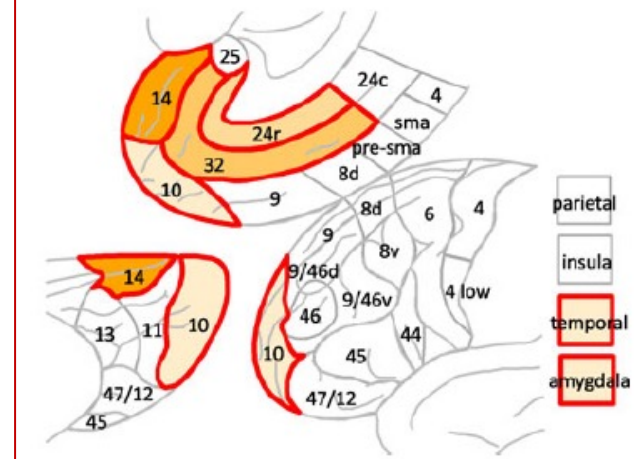 25
24c
4
14
sma
24r
pre-sma
32
8d
10
9
8d
6
4
parietal
9
8v
insula
14
9/46d
9/46v
4 low
46
temporal
13
11
10
44
10
45
amygdala
47/12
47/12
45